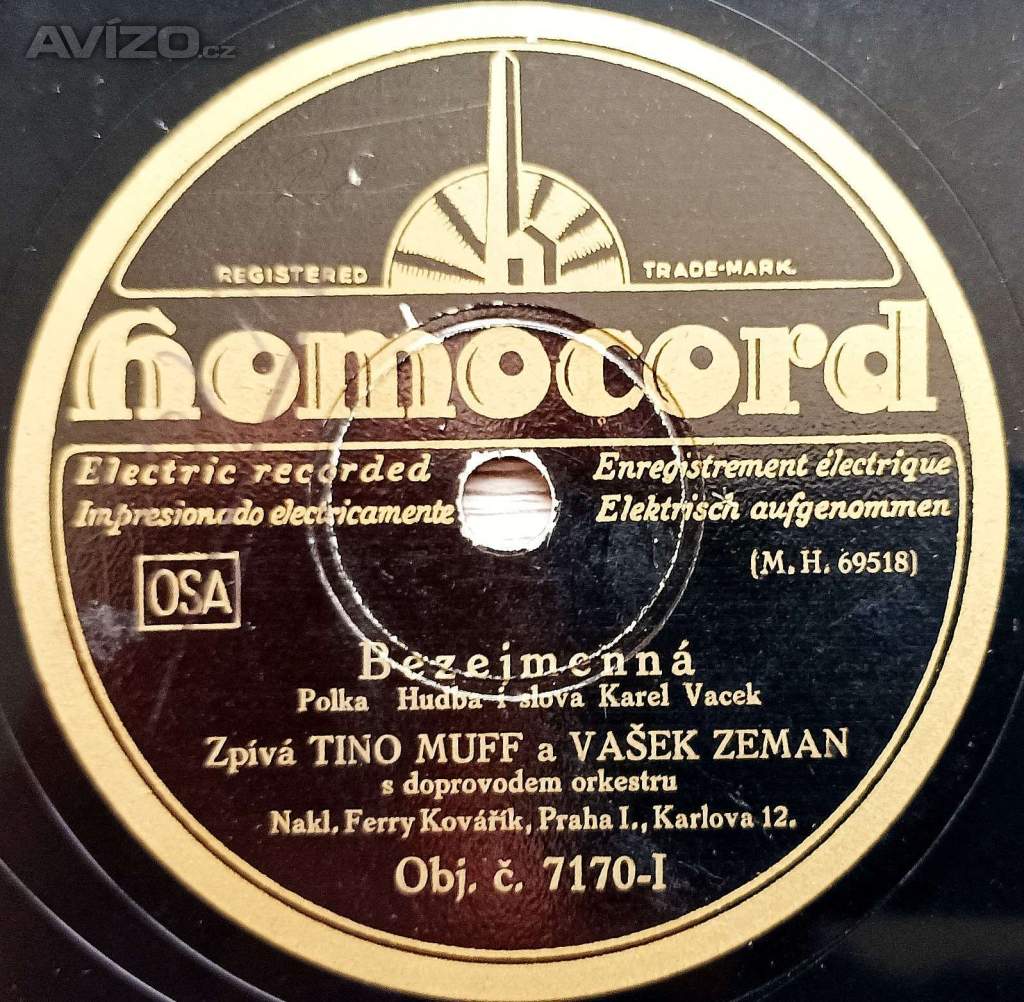 AVÍZO.cz
REGISTERED TRADE-MARK.
homocord
Electric recorded Enregistrement électrique
Impresionado electricamente Elektrisch aufgenommen
(M. H. 69518)
OSA
Bezejmenná
Polka Hudba i slova Karel Vacek
Zpívá TINO MUFF a VAŠEK ZEMAN
s doprovodem orkestru
Nakl. Ferry Kovářík, Praha I., Karlova 12.
Obj. č. 7170-I